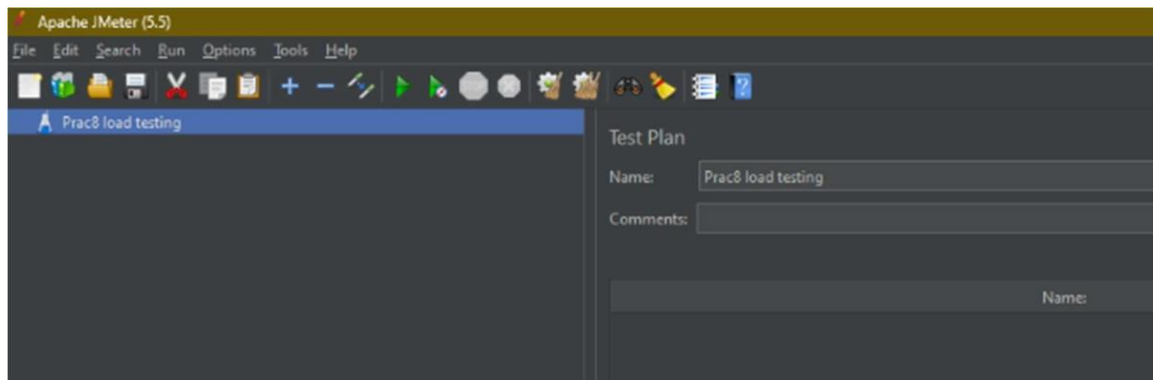 Apache JMeter (5.5)
File Edit Search Run Options Tools Help
Prac8 load testing
Test Plan
Name: Prac8 load testing
Comments:
Name: